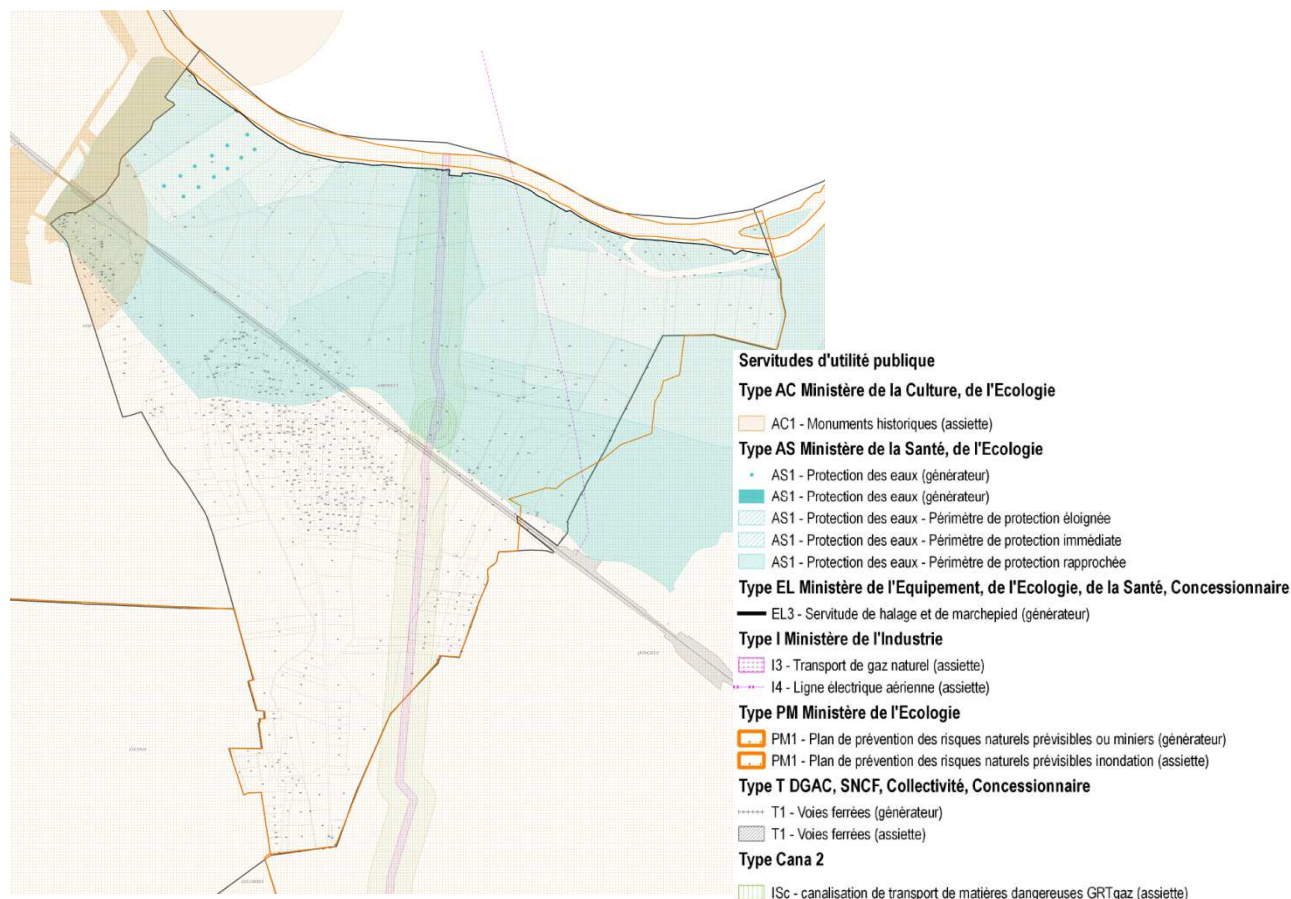 Servitudes d'utilité publique
Type AC Ministère de la Culture, de l'Ecologie
AC1 - Monuments historiques (assiette)
Type AS Ministère de la Santé, de l'Ecologie
AS1 - Protection des eaux (générateur)
AS1 - Protection des eaux (générateur)
AS1 - Protection des eaux - Périmètre de protection éloignée
AS1 - Protection des eaux - Périmètre de protection immédiate
AS1 - Protection des eaux - Périmètre de protection rapprochée
Type EL Ministère de l'Equipement, de l'Ecologie, de la Santé, Concessionnaire
EL3 - Servitude de halage et de marchepied (générateur)
Type I Ministère de l'Industrie
I3 - Transport de gaz naturel (assiette)
I4 - Ligne électrique aérienne (assiette)
Type PM Ministère de l'Ecologie
PM1 - Plan de prévention des risques naturels prévisibles ou miniers (générateur)
PM1 - Plan de prévention des risques naturels prévisibles inondation (assiette)
Type T DGAC, SNCF, Collectivité, Concessionnaire
T1 - Voies ferrées (générateur)
T1 - Voies ferrées (assiette)
Type Cana 2
ISc - canalisation de transport de matières dangereuses GRTgaz (assiette)